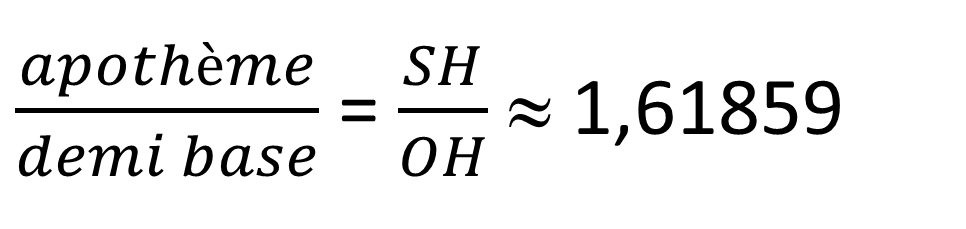 apothème / demi base = SH / OH ≈ 1,61859